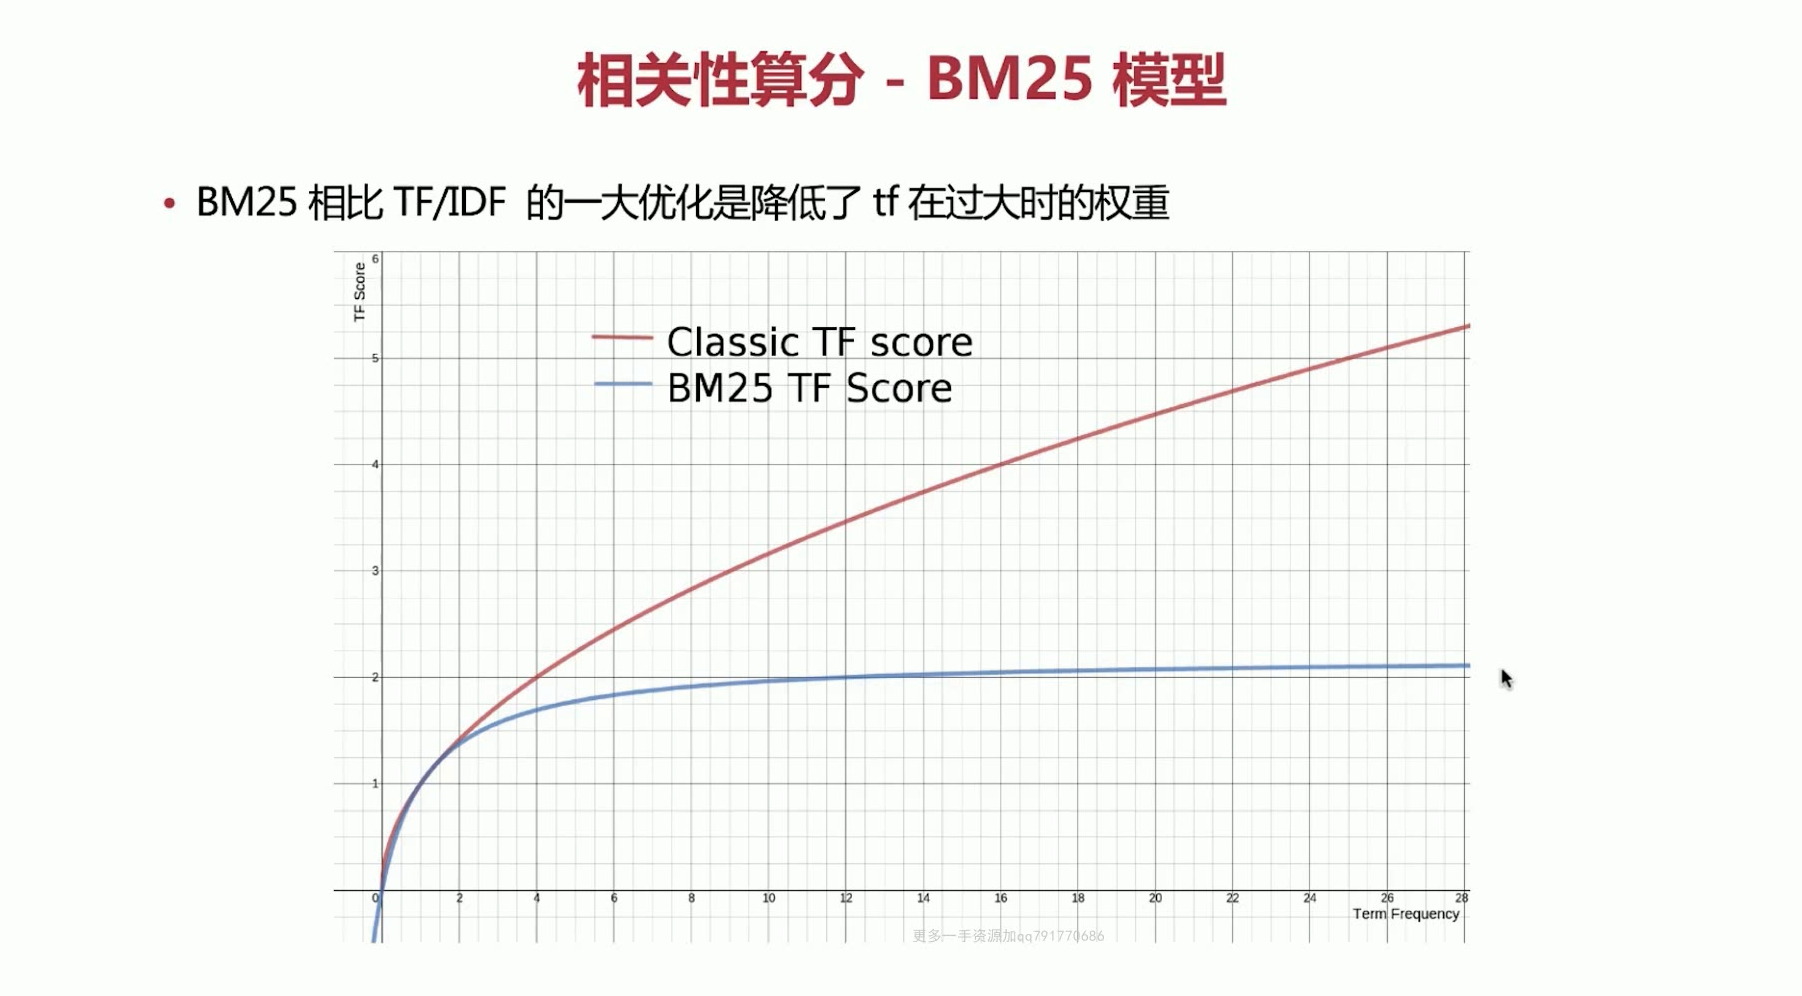 相关性算分 - BM25 模型
• BM25 相比 TF/IDF 的一大优化是降低了 tf 在过大时的权重
TF Score
6
Classic TF score
5
BM25 TF Score
4
3
2
1
0 2 4 6 8 10 12 14 16 18 20 22 24 26 28
Term Frequency
更多一手资源加qq791770686